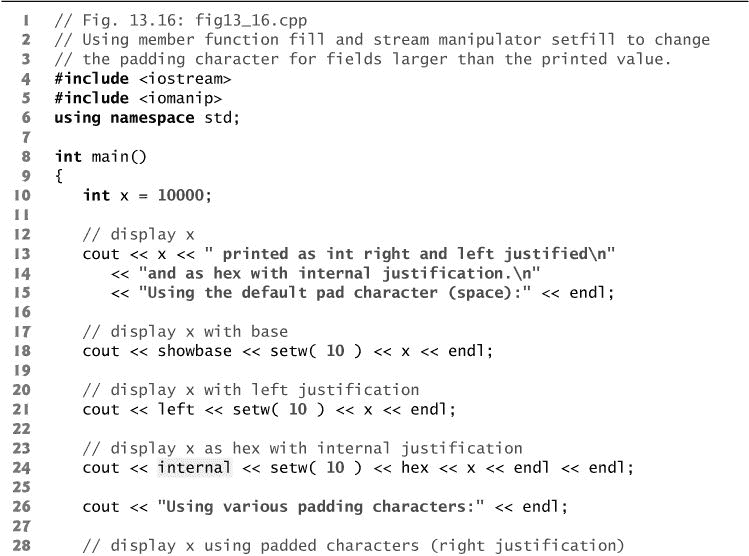 1 // Fig. 13.16: fig13_16.cpp
2 // Using member function fill and stream manipulator setfill to change
3 // the padding character for fields larger than the printed value.
4 #include <iostream>
5 #include <iomanip>
6 using namespace std;
7
8 int main()
9 {
10    int x = 10000;
11
12    // display x
13    cout << x << " printed as int right and left justified\n"
14       << "and as hex with internal justification.\n"
15       << "Using the default pad character (space):" << endl;
16
17    // display x with base
18    cout << showbase << setw( 10 ) << x << endl;
19
20    // display x with left justification
21    cout << left << setw( 10 ) << x << endl;
22
23    // display x as hex with internal justification
24    cout << internal << setw( 10 ) << hex << x << endl << endl;
25
26    cout << "Using various padding characters:" << endl;
27
28    // display x using padded characters (right justification)